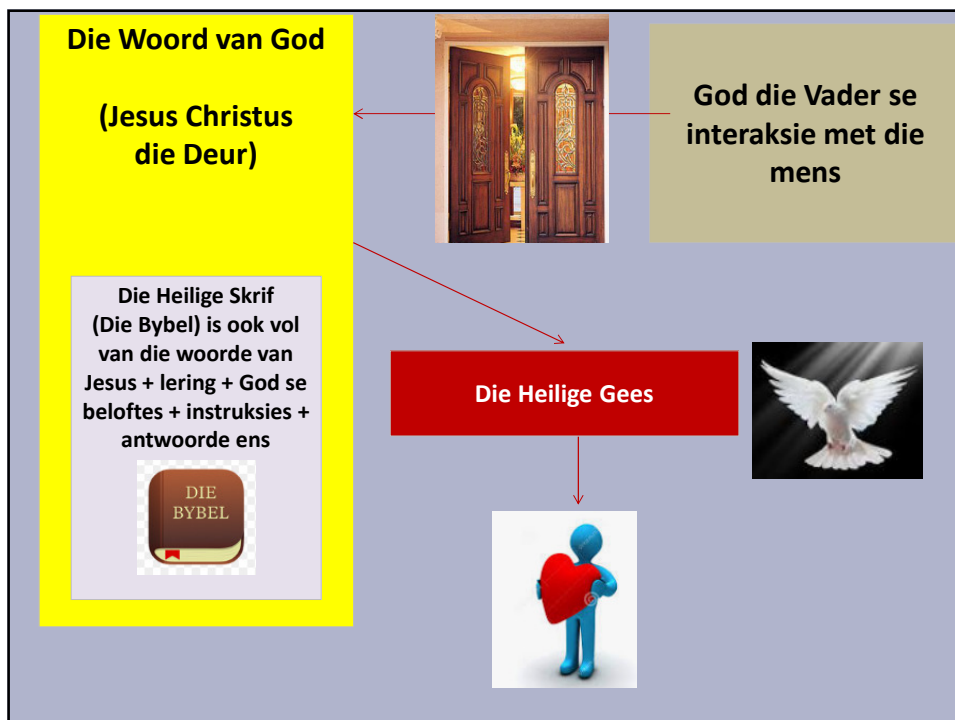 Die Woord van God
(Jesus Christus
die Deur)
God die Vader se
interaksie met die
mens
Die Heilige Skrif
(Die Bybel) is ook vol
van die woorde van
Jesus + lering + God se
beloftes + instruksies +
antwoorde ens
DIE
BYBEL
Die Heilige Gees